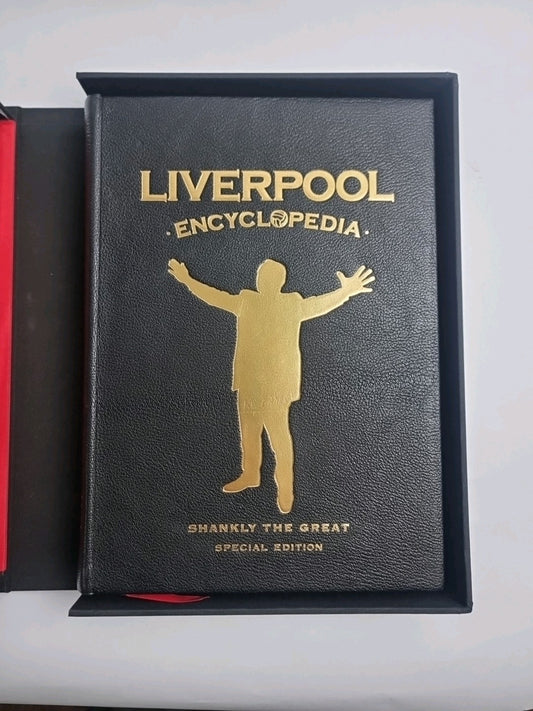 LIVERPOOL
·ENCYCLOPEDIA·
SHANKLY THE GREAT
SPECIAL EDITION